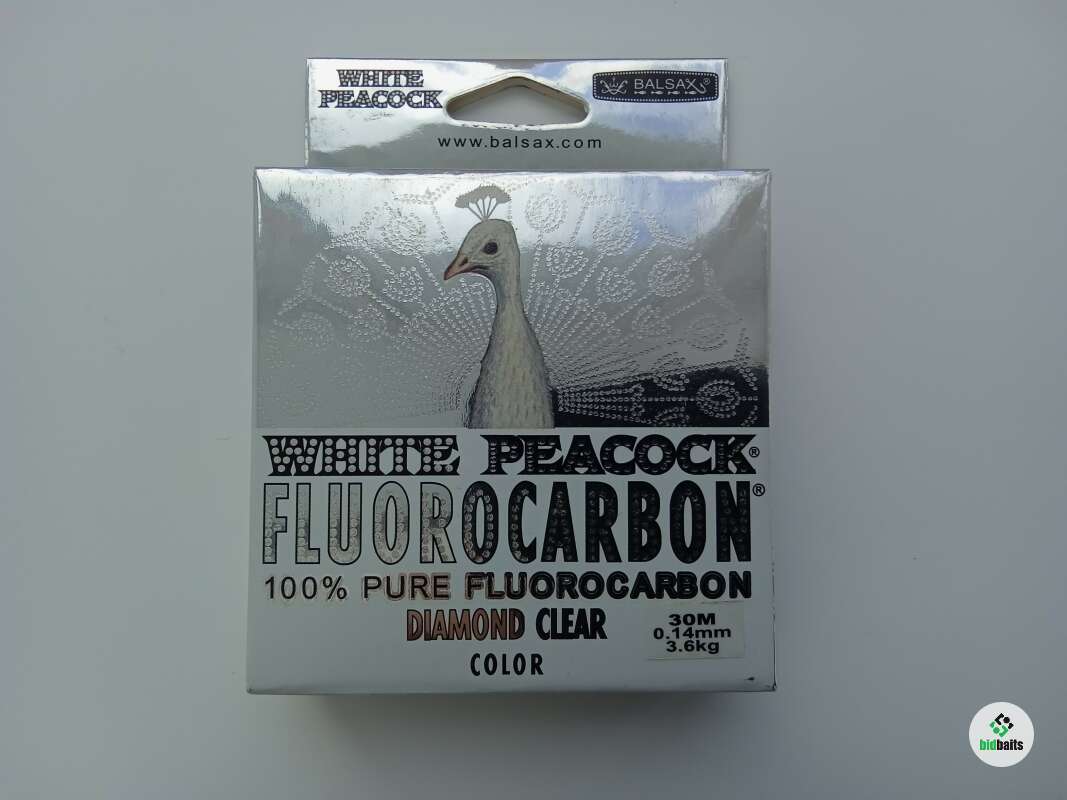 WHITE
PEACOCK
BALSAX®
www.balsax.com
WHITE PEACOCK®
FLUOROCARBON®
100% PURE FLUOROCARBON
DIAMOND CLEAR
COLOR
30M
0.14mm
3.6kg
bidbaits